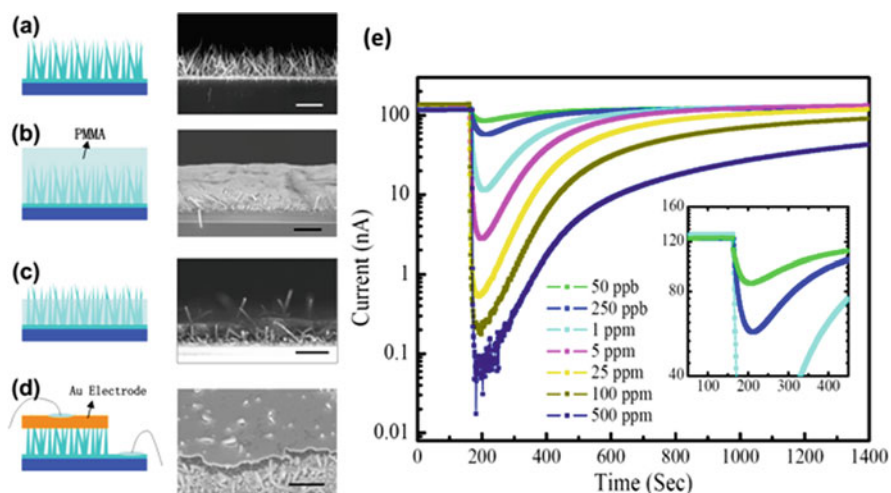 (a)
(b)
PMMA
(c)
(d)
Au Electrode
(e)
Current (nA)
100
10
1
0.1
0.01
50 ppb
250 ppb
1 ppm
5 ppm
25 ppm
100 ppm
500 ppm
160
120
80
40
100 200 300 400
0 200 400 600 800 1000 1200 1400
Time (Sec)